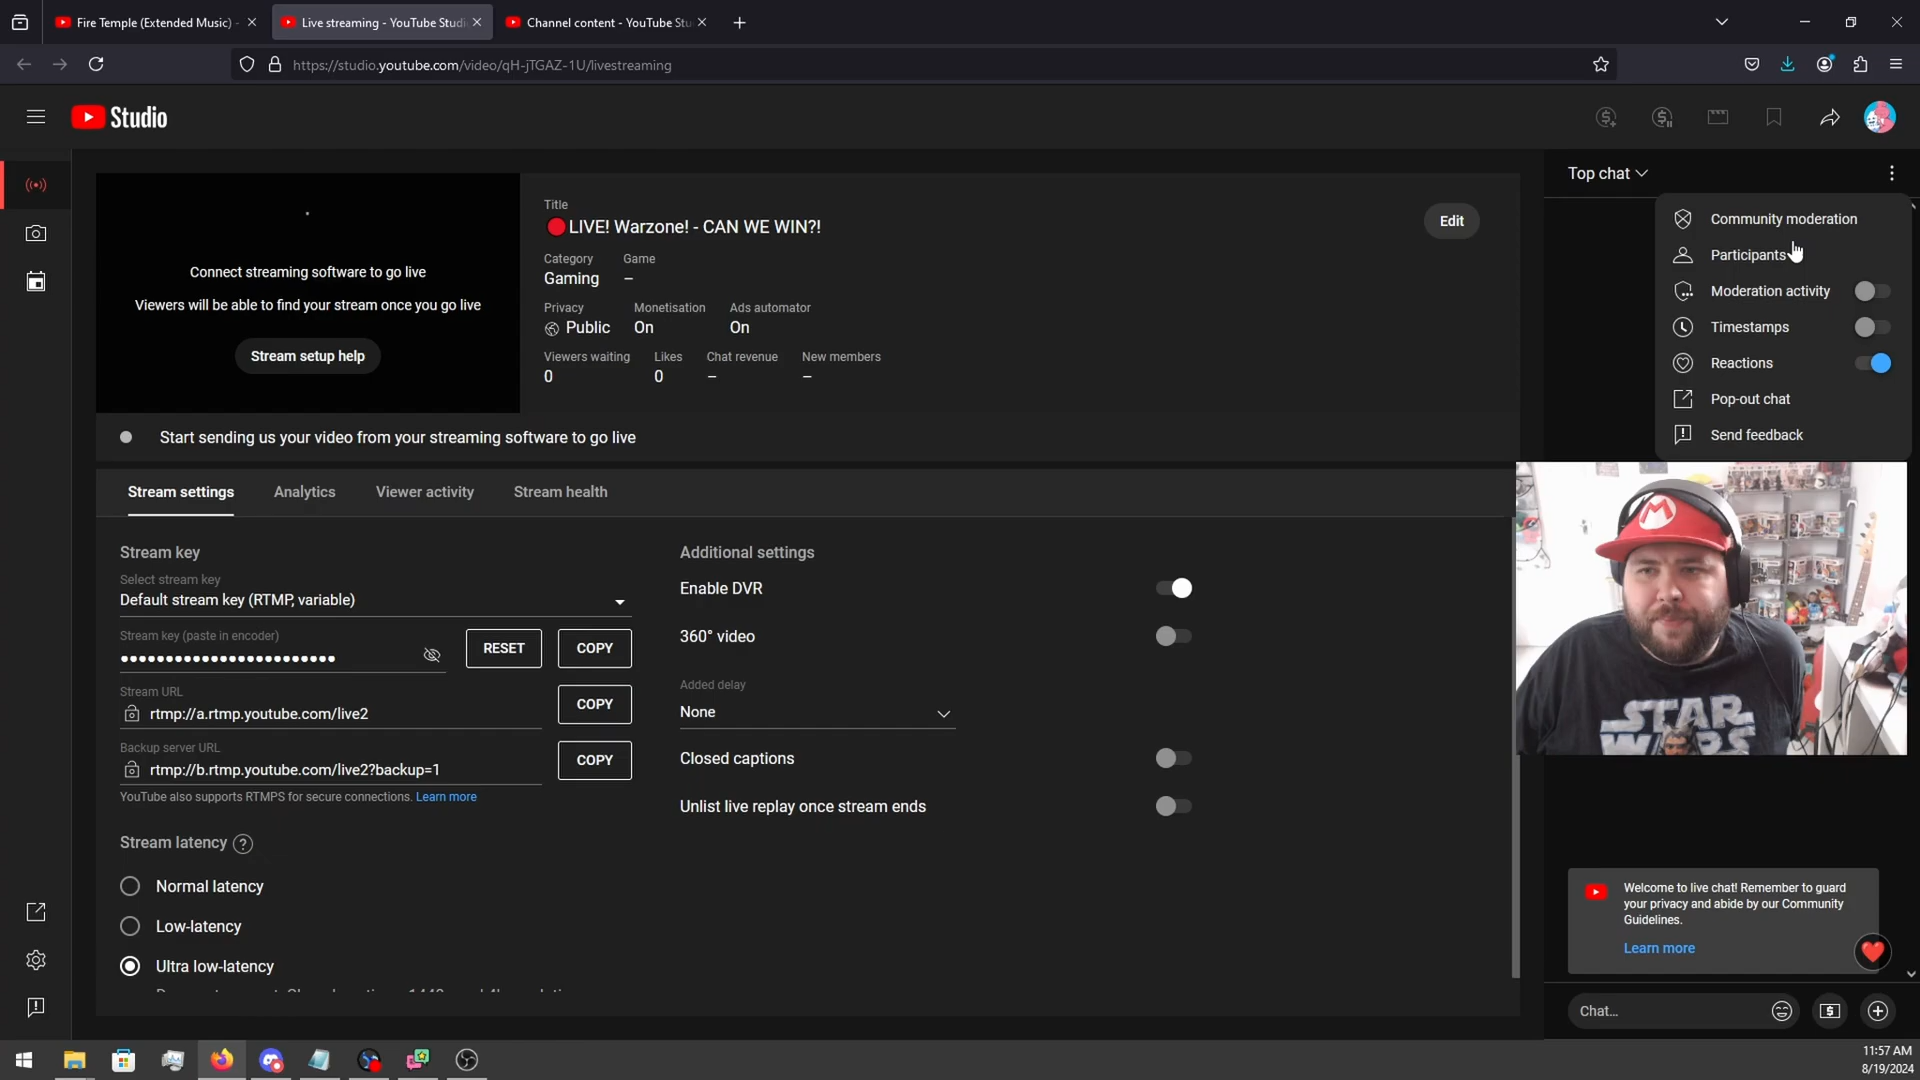 Fire Temple (Extended Music) -
Live streaming - YouTube Studi
Channel content - YouTube Stu
https://studio.youtube.com/video/qH-jTGAZ-1U/livestreaming
Studio
Top chat
Community moderation
Participants
Moderation activity
Timestamps
Reactions
Pop-out chat
Send feedback
Connect streaming software to go live
Viewers will be able to find your stream once you go live
Stream setup help
Title
🔴LIVE! Warzone! - CAN WE WIN?!
Edit
Category Game
Gaming –
Privacy Monetisation Ads automator
Public On On
Viewers waiting Likes Chat revenue New members
0 0 – –
Start sending us your video from your streaming software to go live
Stream settings Analytics Viewer activity Stream health
Stream key
Select stream key
Default stream key (RTMP, variable)
Stream key (paste in encoder)
••••••••••••••••••••••••
RESET COPY
Stream URL
rtmp://a.rtmp.youtube.com/live2
COPY
Backup server URL
rtmp://b.rtmp.youtube.com/live2?backup=1
COPY
YouTube also supports RTMPS for secure connections. Learn more
Stream latency ?
Normal latency
Low-latency
Ultra low-latency
Additional settings
Enable DVR
360° video
Added delay
None
Closed captions
Unlist live replay once stream ends
M
STAR
WARS
Welcome to live chat! Remember to guard
your privacy and abide by our Community
Guidelines.
Learn more
Chat...
11:57 AM
8/19/2024